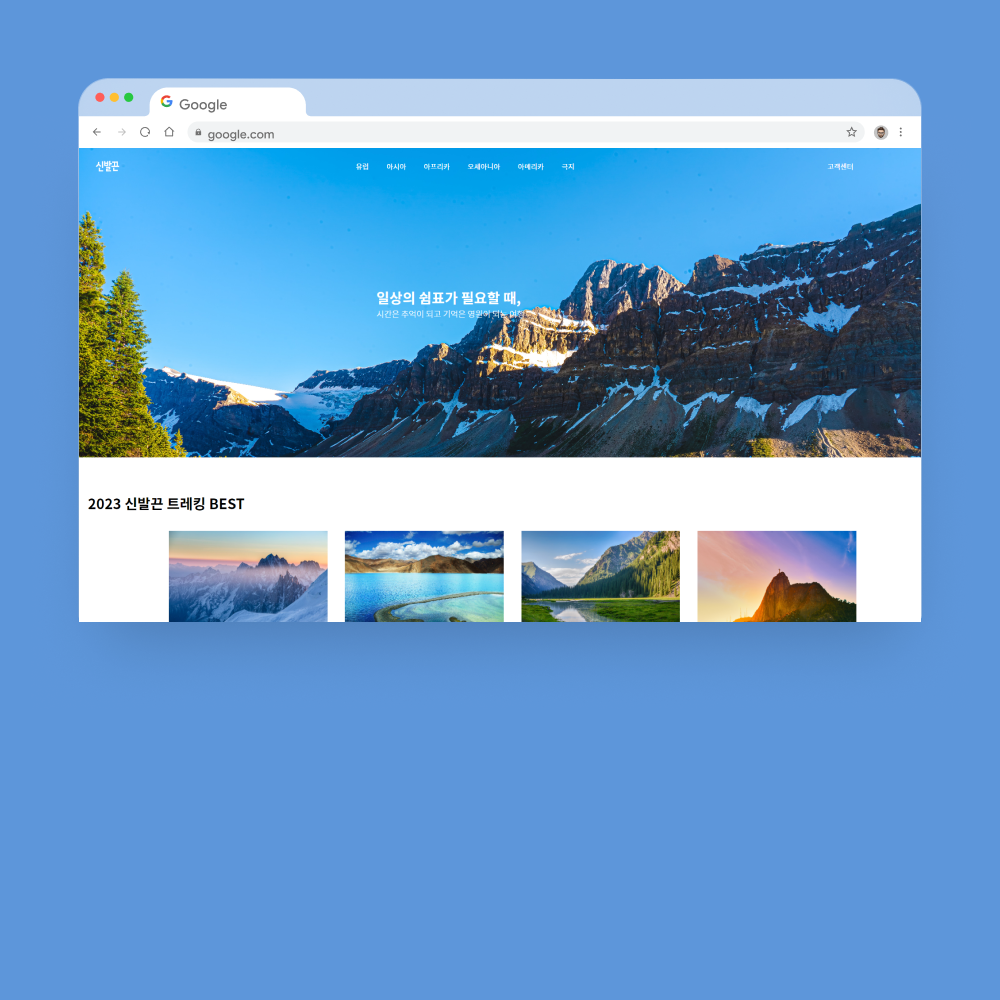 Google
google.com
신발끈
유럽 아시아 아프리카 오세아니아 아메리카 극지 고객센터
일상의 쉼표가 필요할 때,
시간은 추억이 되고 기억은 영원이 되는 여행
2023 신발끈 트레킹 BEST